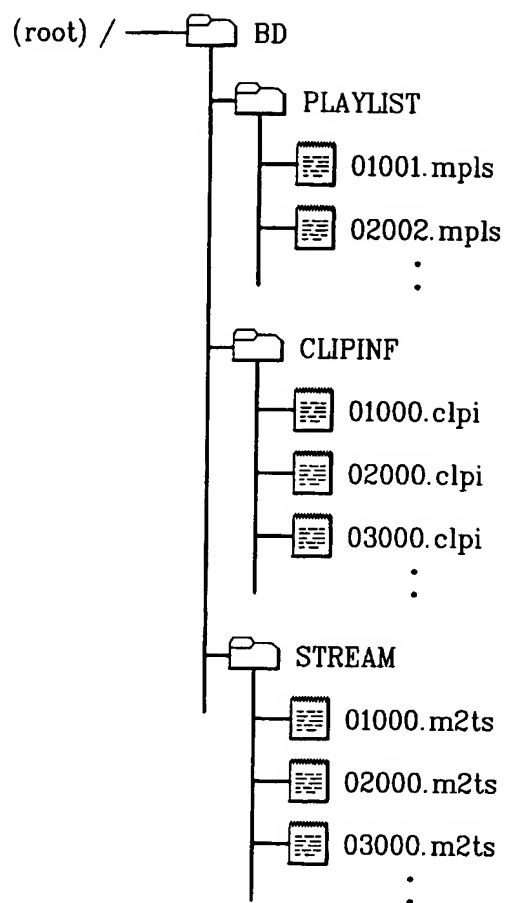 (root) / BD
PLAYLIST
01001.mpls
02002.mpls
CLIPINF
01000.clpi
02000.clpi
03000.clpi
STREAM
01000.m2ts
02000.m2ts
03000.m2ts